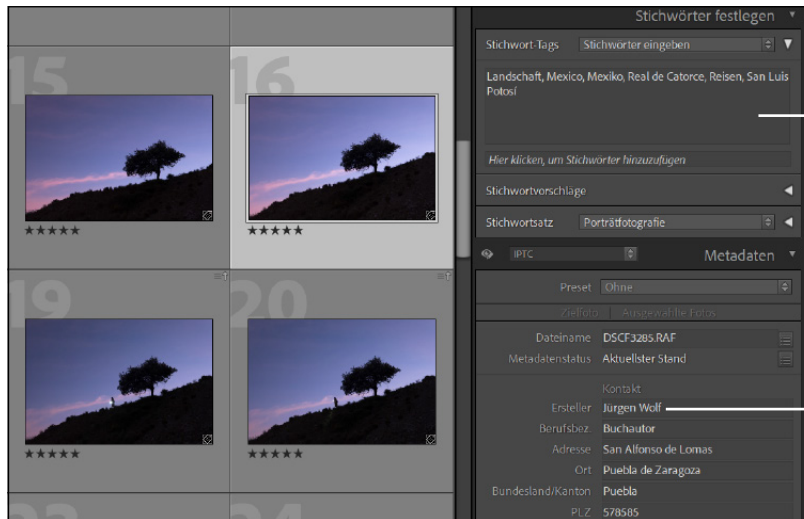 15
16
19
20
23
24
Stichwörter festlegen
Stichwort-Tags Stichwörter eingeben
Landschaft, Mexico, Mexiko, Real de Catorce, Reisen, San Luis
Potosí
Hier klicken, um Stichwörter hinzuzufügen
Stichwortvorschläge
Stichwortsatz Porträtfotografie
IPTC Metadaten
Preset Ohne
Zielfoto Ausgewählte Fotos
Dateiname DSCF3285.RAF
Metadatenstatus Aktuellster Stand
Kontakt
Ersteller Jürgen Wolf
Berufsbez. Buchautor
Adresse San Alfonso de Lomas
Ort Puebla de Zaragoza
Bundesland/Kanton Puebla
PLZ 578585